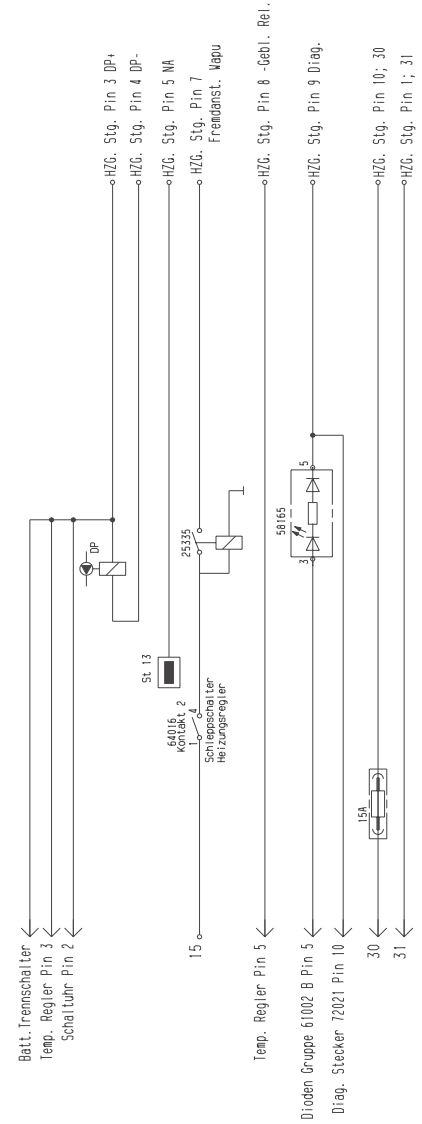 HZG. Stg. Pin 3 DP+
HZG. Stg. Pin 4 DP-
HZG. Stg. Pin 5 NA
HZG. Stg. Pin 7
Fremdanst. Wapu
HZG. Stg. Pin 8 -Gebl. Rel.
HZG. Stg. Pin 9 Diag.
HZG. Stg. Pin 10; 30
HZG. Stg. Pin 1; 31
DP
St 13
25335
64016
Kontakt 2
1 4
Schleppschalter
Heizungsregler
58165
3 5
15A
Batt.Trennschalter
Temp. Regler Pin 3
Schaltuhr Pin 2
15
Temp. Regler Pin 5
Dioden Gruppe 61002 B Pin 5
Diag. Stecker 72021 Pin 10
30
31